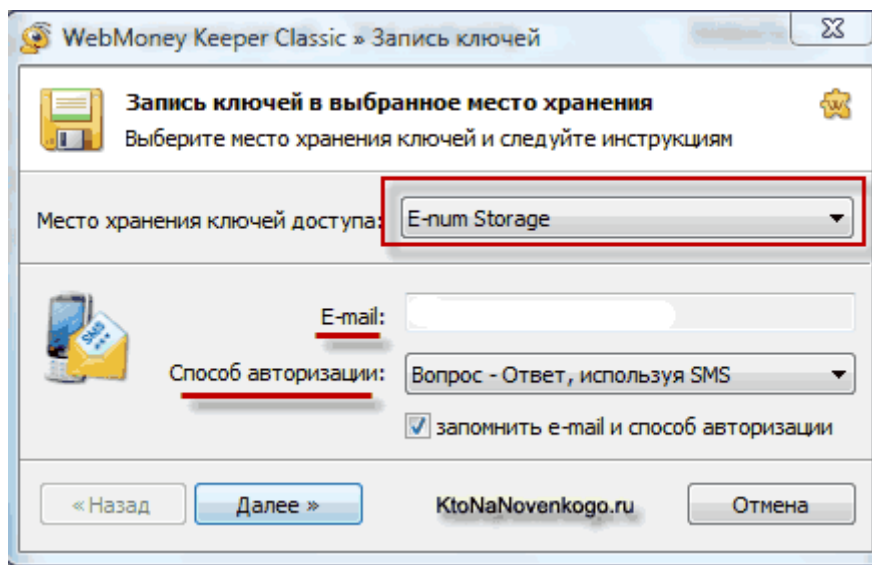 WebMoney Keeper Classic » Запись ключей
Запись ключей в выбранное место хранения
Выберите место хранения ключей и следуйте инструкциям
Место хранения ключей доступа: E-num Storage
SMS
E-mail:
Способ авторизации: Вопрос - Ответ, используя SMS
запомнить e-mail и способ авторизации
« Назад Далее » KtoNaNovenkogo.ru Отмена